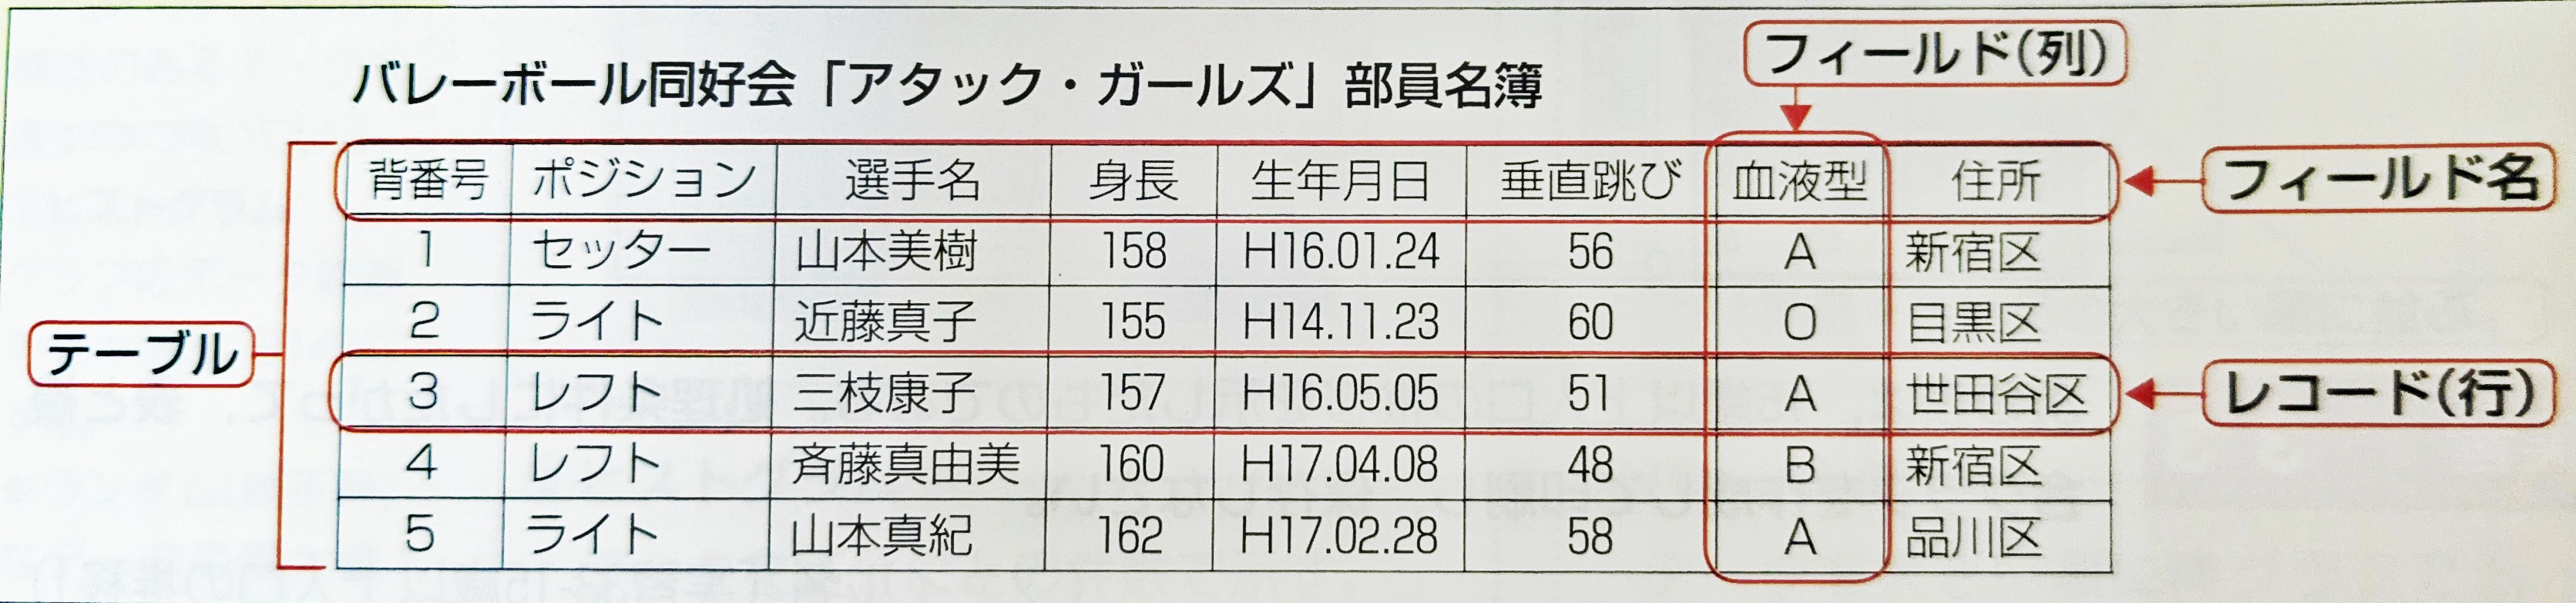 フィールド(列)
バレーボール同好会「アタック・ガールズ」部員名簿
背番号 ポジション 選手名 身長 生年月日 垂直跳び 血液型 住所
フィールド名
1 セッター 山本美樹 158 H16.01.24 56 A 新宿区
2 ライト 近藤真子 155 H14.11.23 60 O 目黒区
テーブル
3 レフト 三枝康子 157 H16.05.05 51 A 世田谷区
レコード(行)
4 レフト 斉藤真由美 160 H17.04.08 48 B 新宿区
5 ライト 山本真紀 162 H17.02.28 58 A 品川区